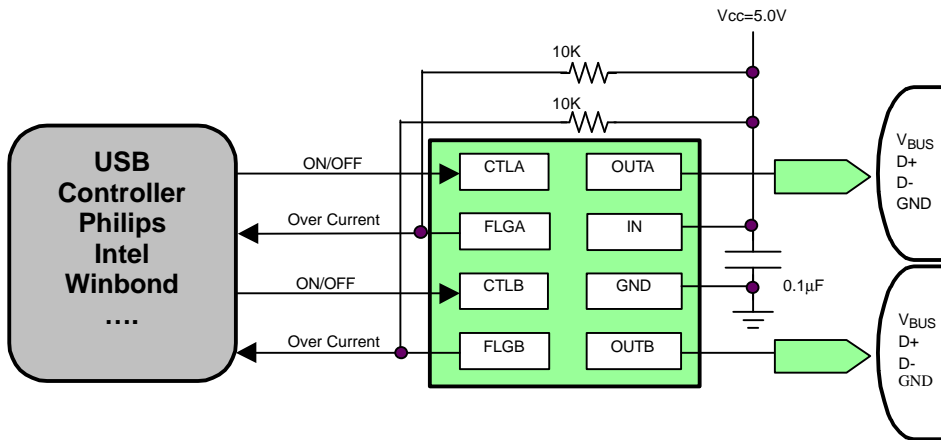 Vcc=5.0V
10K
10K
USB
Controller
Philips
Intel
Winbond
....
ON/OFF
Over Current
ON/OFF
Over Current
CTLA
FLGA
CTLB
FLGB
OUTA
IN
GND
OUTB
0.1µF
VBUS
D+
D-
GND
VBUS
D+
D-
GND